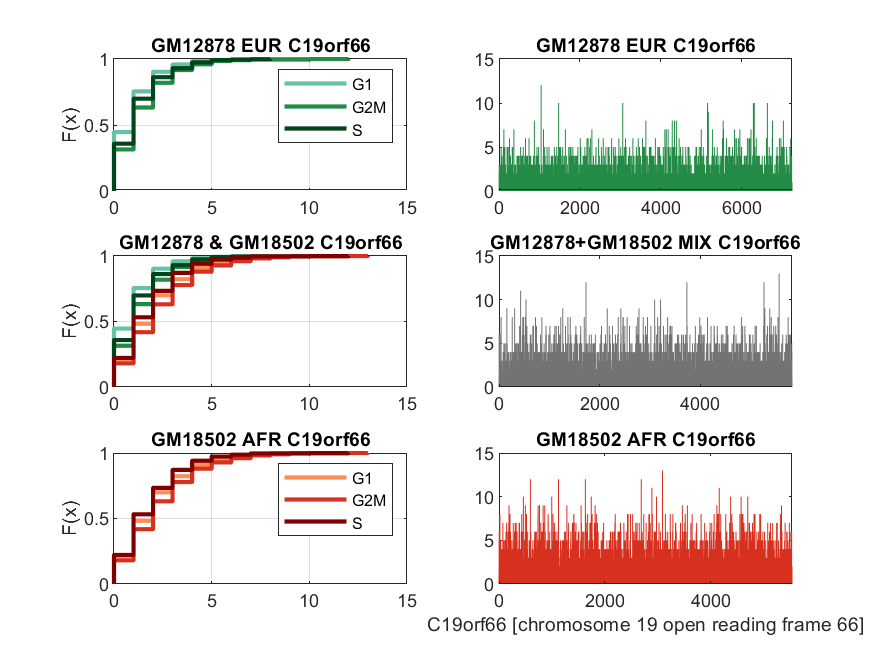 GM12878 EUR C19orf66
1
0.5
0
F(x)
0 5 10 15
G1
G2M
S
GM12878 EUR C19orf66
15
10
5
0
0 2000 4000 6000
GM12878 & GM18502 C19orf66
1
0.5
0
F(x)
0 5 10 15
GM12878+GM18502 MIX C19orf66
15
10
5
0
0 2000 4000
GM18502 AFR C19orf66
1
0.5
0
F(x)
0 5 10 15
G1
G2M
S
GM18502 AFR C19orf66
15
10
5
0
0 2000 4000
C19orf66 [chromosome 19 open reading frame 66]